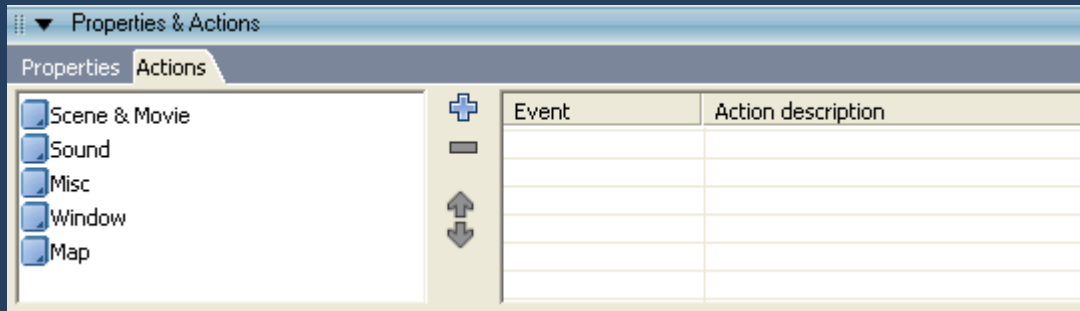 Properties & Actions
Properties Actions
Scene & Movie
Sound
Misc
Window
Map
Event Action description